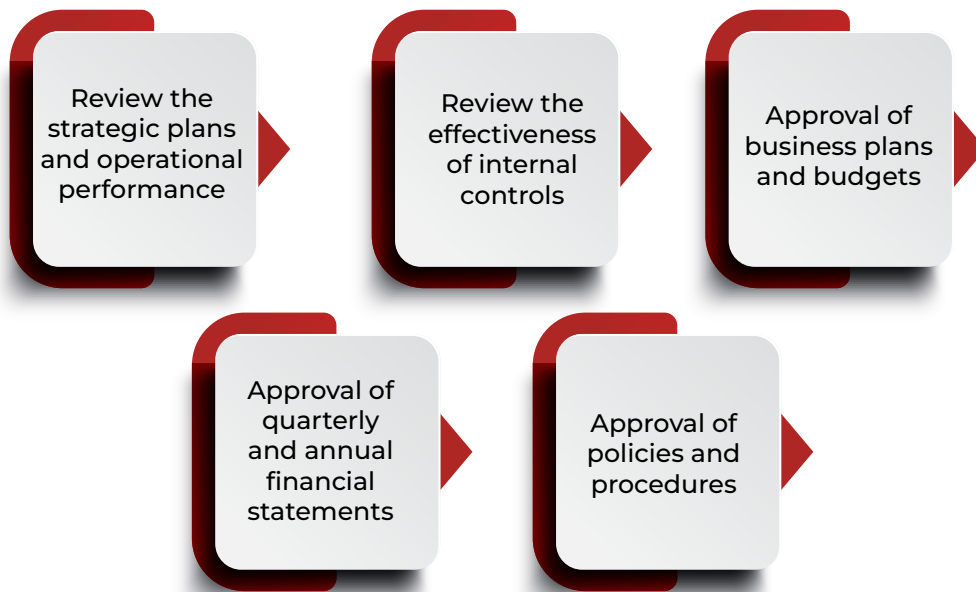 Review the
strategic plans
and operational
performance
Review the
effectiveness
of internal
controls
Approval of
business plans
and budgets
Approval of
quarterly
and annual
financial
statements
Approval of
policies and
procedures